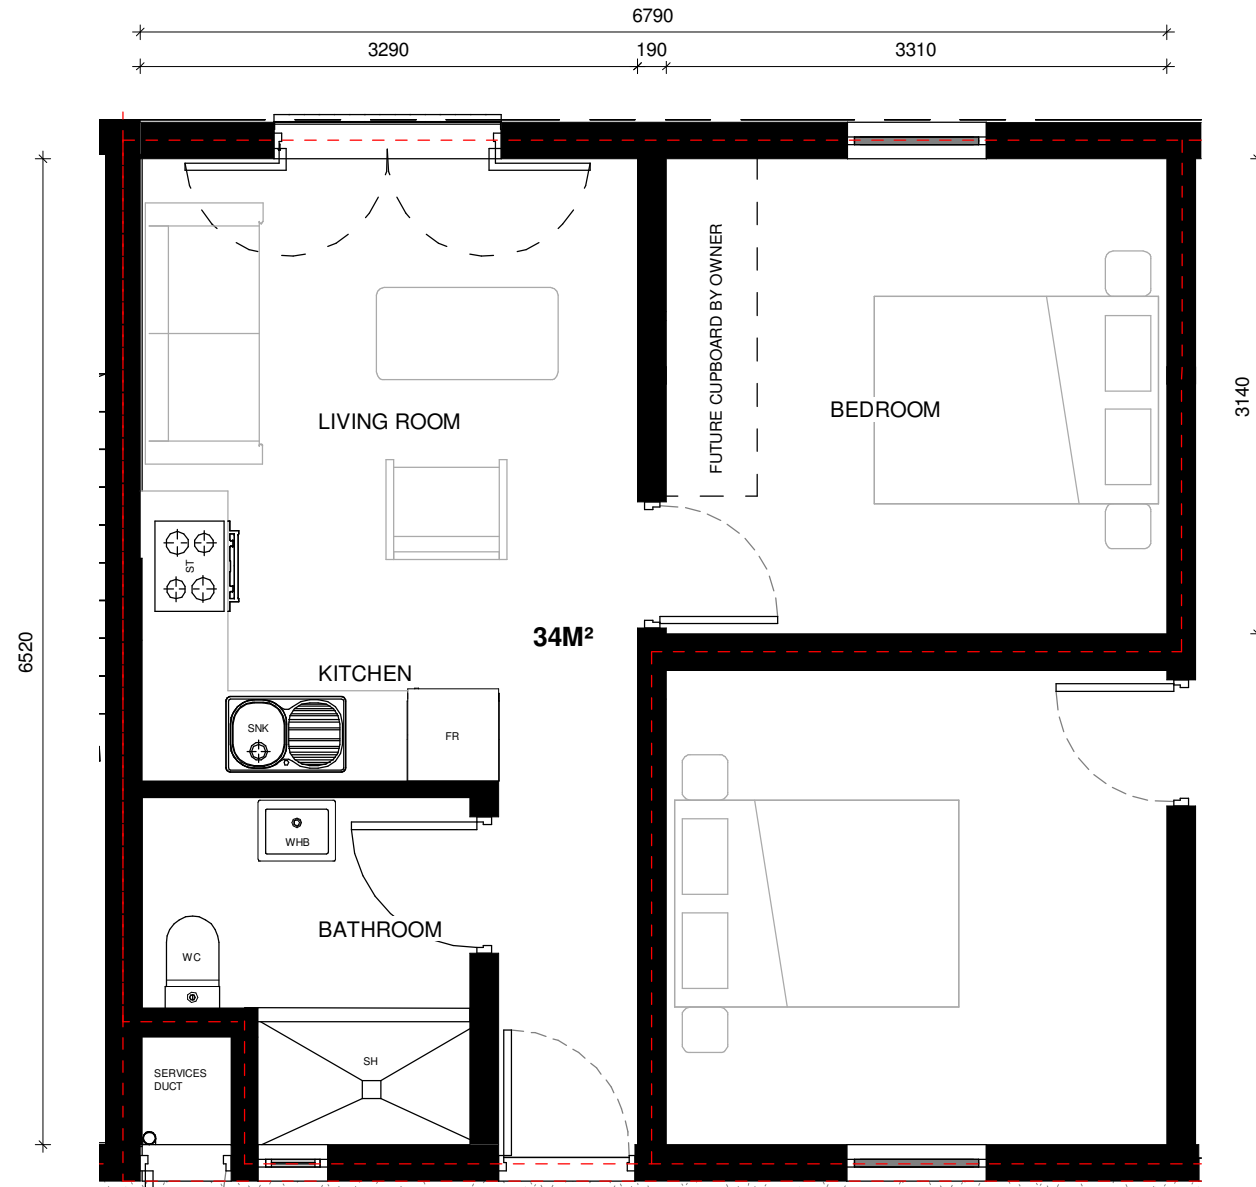 6790
3290
190
3310
FUTURE CUPBOARD BY OWNER
BEDROOM
3140
LIVING ROOM
ST
34M²
6520
KITCHEN
SNK
FR
WHB
BATHROOM
WC
SH
SERVICES
DUCT